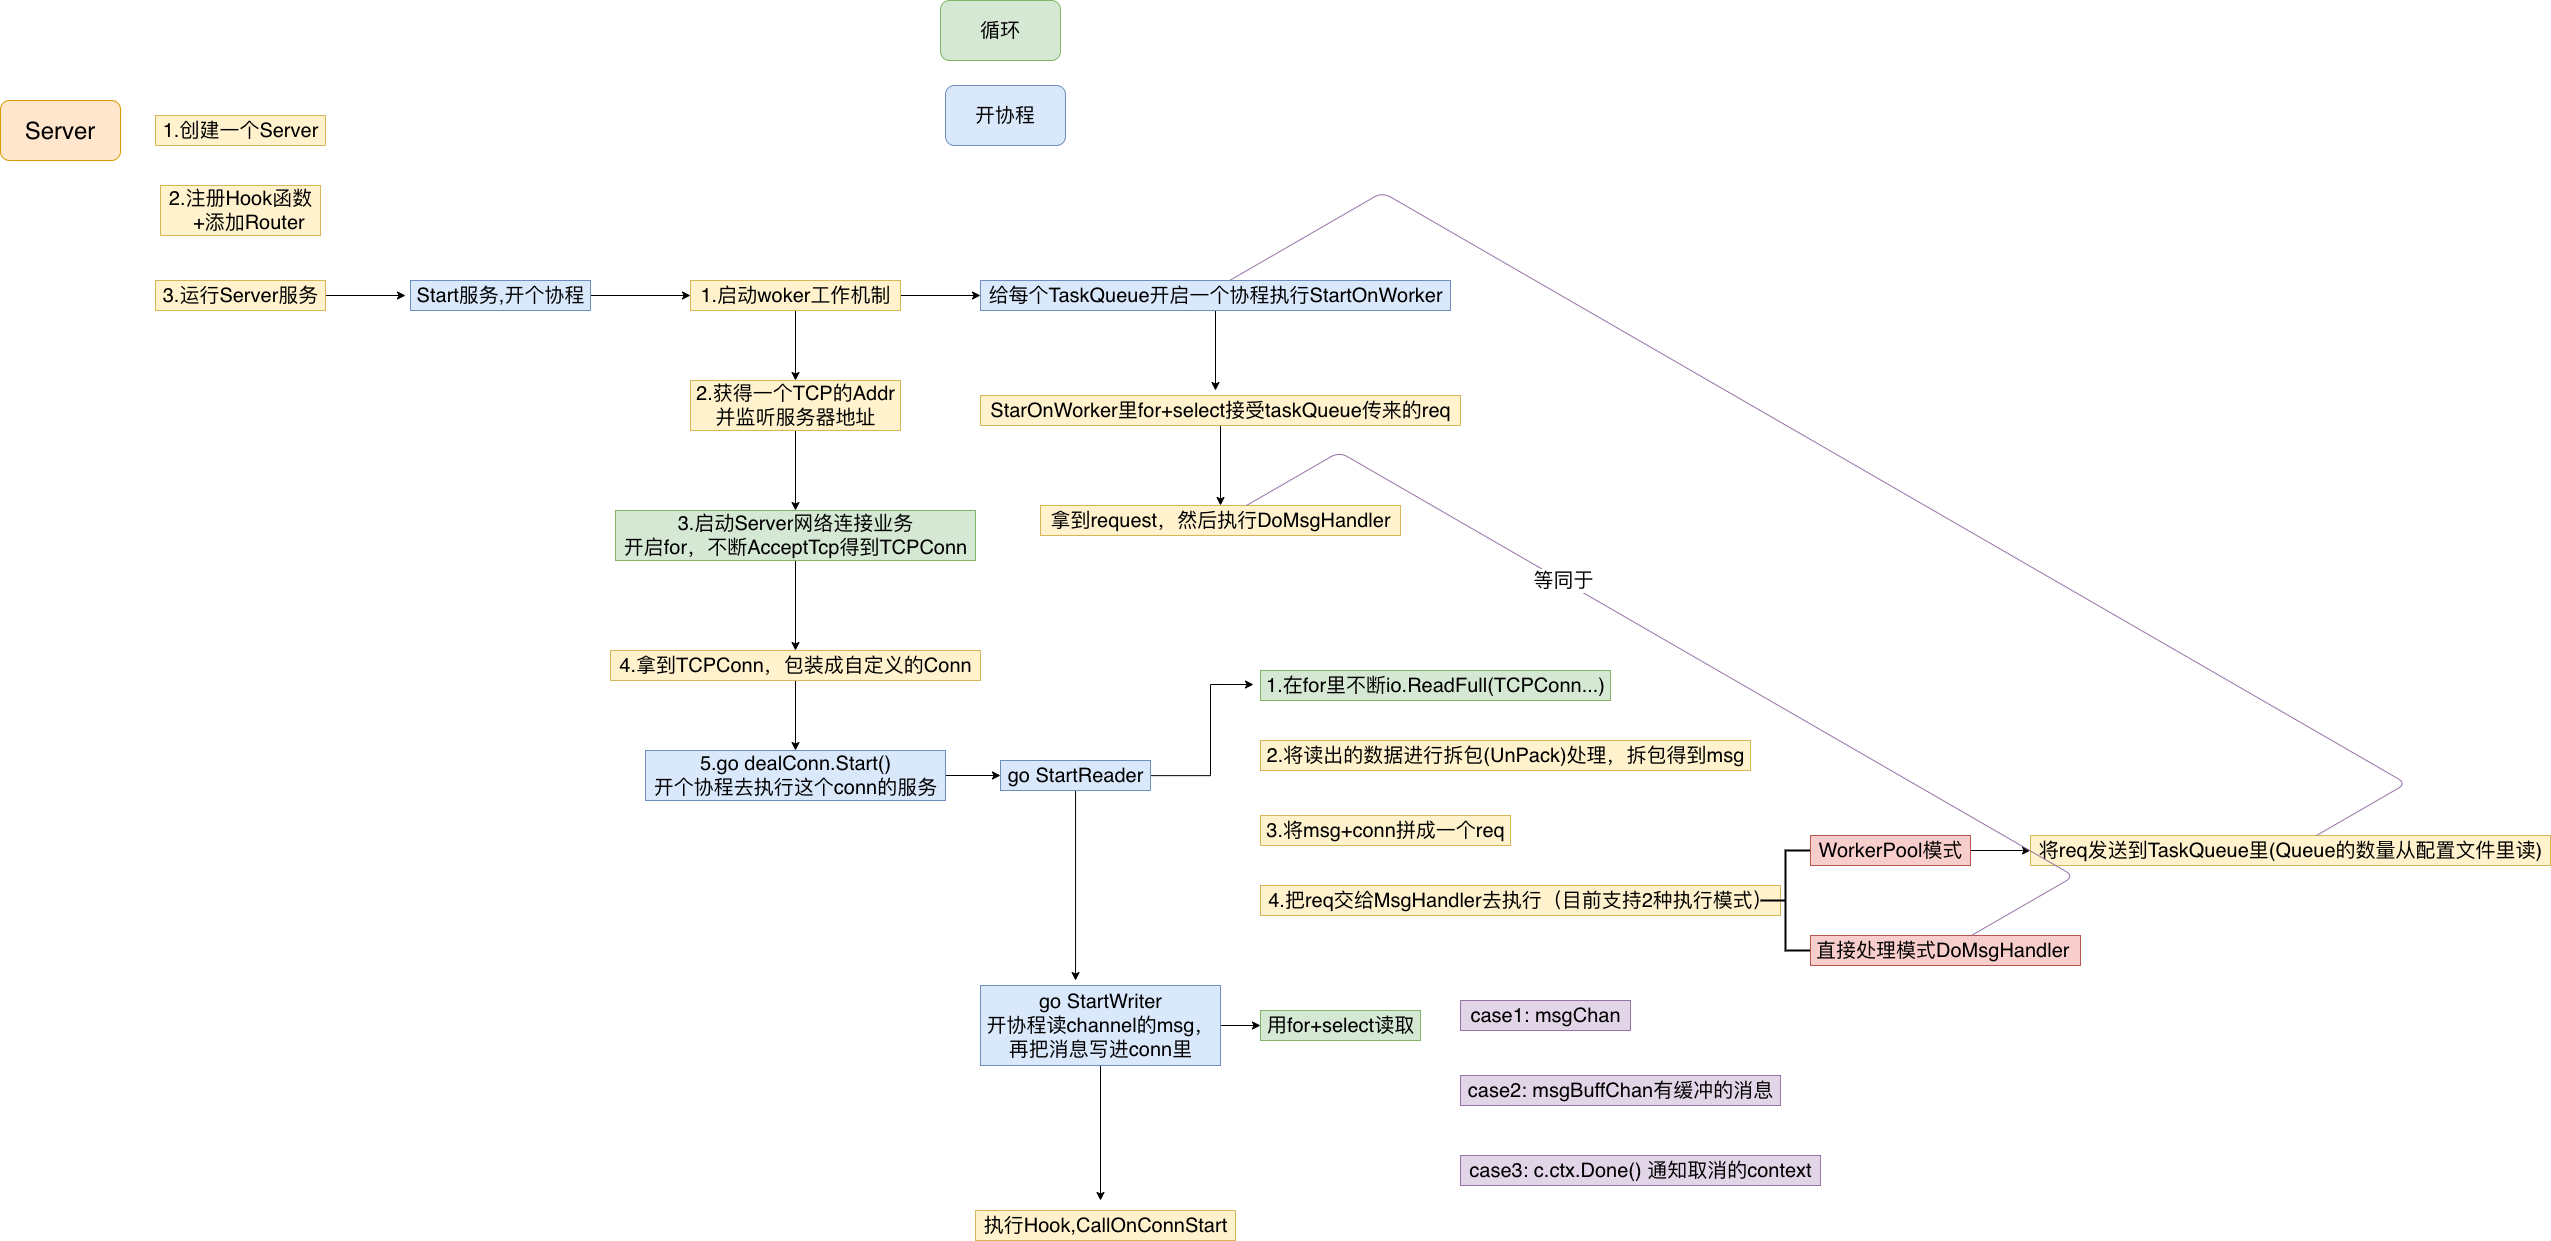 循环
开协程
Server
1.创建一个Server
2.注册Hook函数
+添加Router
3.运行Server服务
Start服务,开个协程
1.启动woker工作机制
给每个TaskQueue开启一个协程执行StartOnWorker
2.获得一个TCP的Addr
并监听服务器地址
StarOnWorker里for+select接受taskQueue传来的req
3.启动Server网络连接业务
开启for，不断AcceptTcp得到TCPConn
拿到request，然后执行DoMsgHandler
等同于
4.拿到TCPConn，包装成自定义的Conn
5.go dealConn.Start()
开个协程去执行这个conn的服务
go StartReader
1.在for里不断io.ReadFull(TCPConn...)
2.将读出的数据进行拆包(UnPack)处理，拆包得到msg
3.将msg+conn拼成一个req
4.把req交给MsgHandler去执行（目前支持2种执行模式）
WorkerPool模式
将req发送到TaskQueue里(Queue的数量从配置文件里读)
直接处理模式DoMsgHandler
go StartWriter
开协程读channel的msg，
再把消息写进conn里
用for+select读取
case1: msgChan
case2: msgBuffChan有缓冲的消息
case3: c.ctx.Done() 通知取消的context
执行Hook,CallOnConnStart